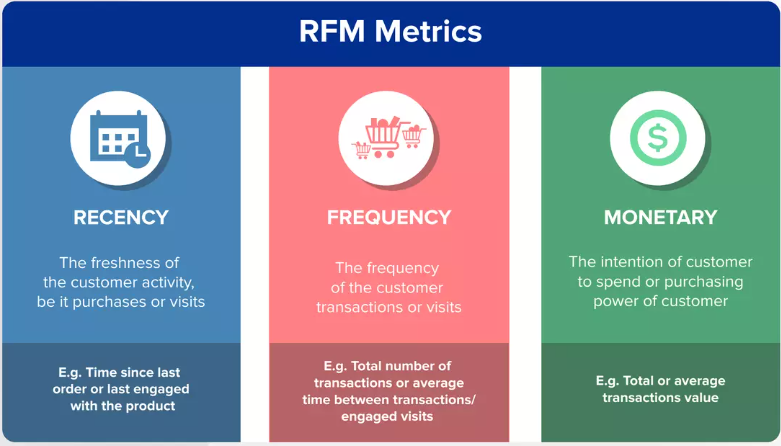 RFM Metrics
RECENCY
The freshness of
the customer activity,
be it purchases or visits
E.g. Time since last
order or last engaged
with the product
FREQUENCY
The frequency
of the customer
transactions or visits
E.g. Total number of
transactions or average
time between transactions/
engaged visits
MONETARY
The intention of customer
to spend or purchasing
power of customer
E.g. Total or average
transactions value